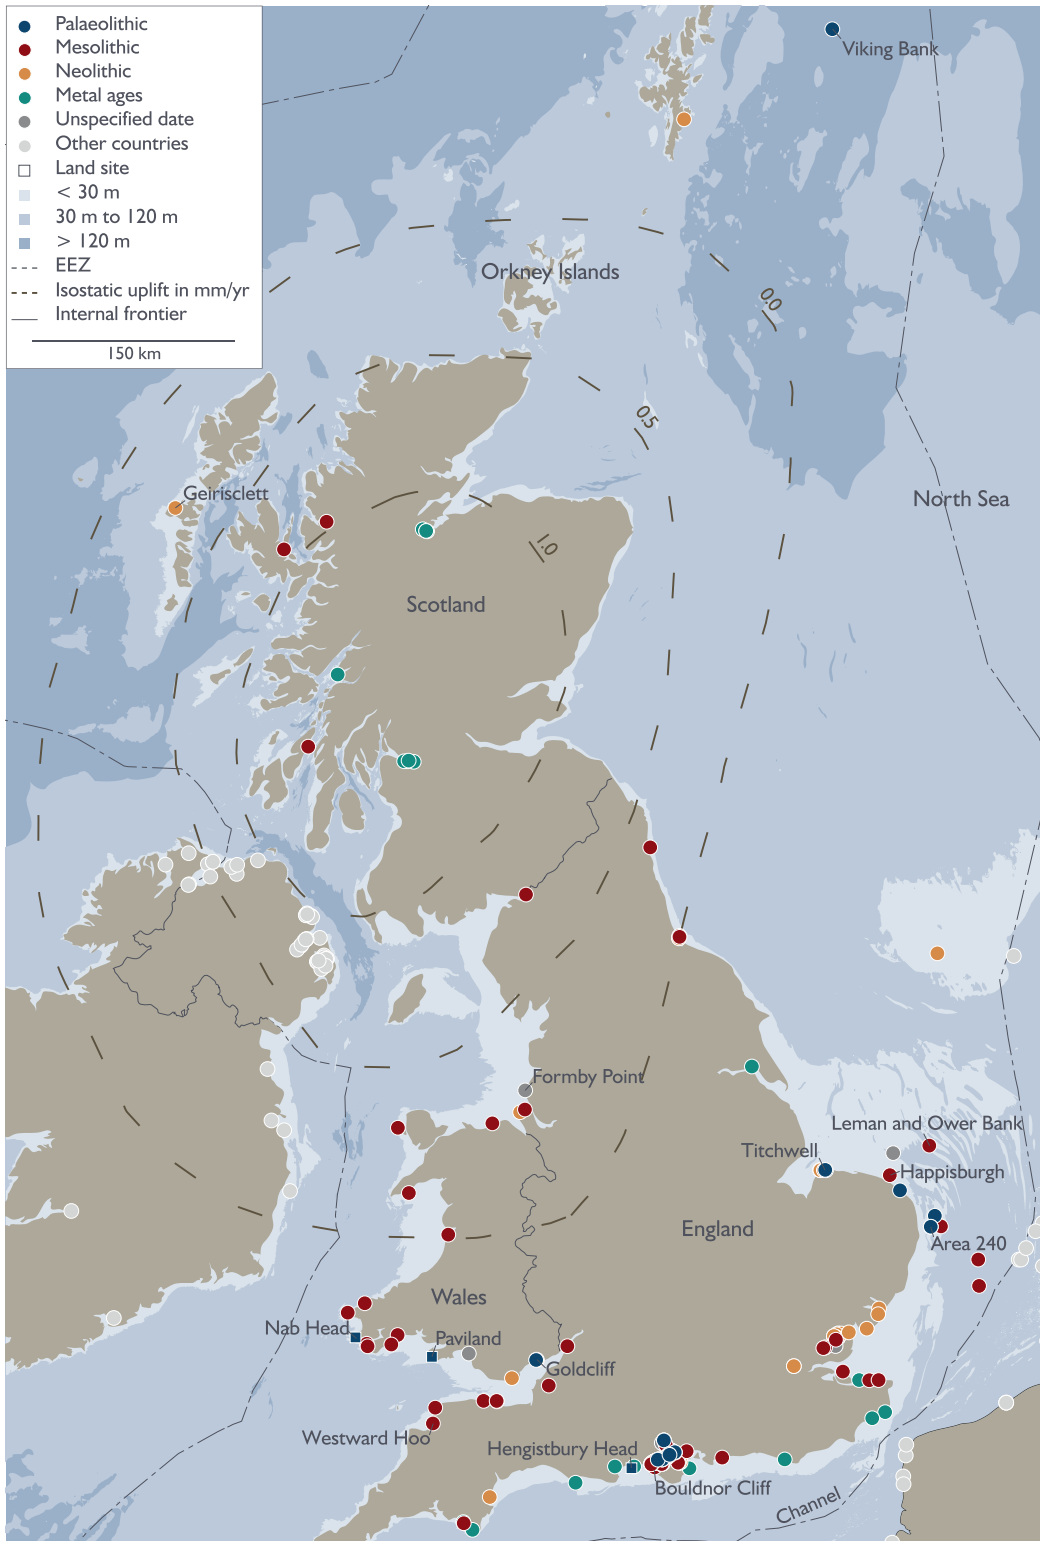 Palaeolithic
Mesolithic
Neolithic
Metal ages
Unspecified date
Other countries
Land site
< 30 m
30 m to 120 m
> 120 m
EEZ
Isostatic uplift in mm/yr
Internal frontier
150 km
Viking Bank
Orkney Islands
0.0
0.5
Geirisclett
North Sea
1.0
Scotland
Formby Point
Leman and Ower Bank
Titchwell
Happisburgh
England
Area 240
Wales
Nab Head
Paviland
Goldcliff
Westward Hoo
Hengistbury Head
Bouldnor Cliff
Channel